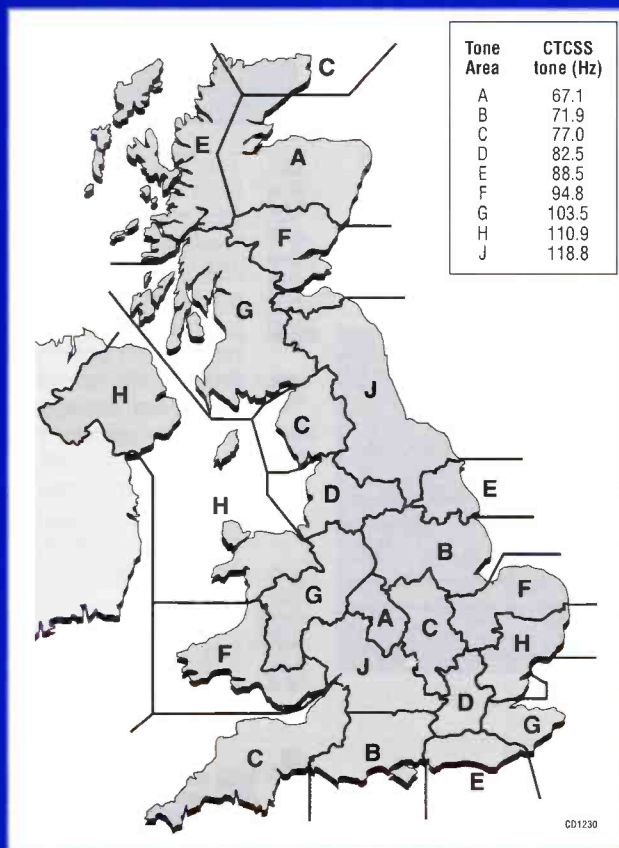 Tone Area CTCSS tone (Hz)
A 67.1
B 71.9
C 77.0
D 82.5
E 88.5
F 94.8
G 103.5
H 110.9
J 118.8
C
E
A
F
G
H
J
C
E
D
H
B
F
G
A
C
H
F
J
D
G
C
B
E
CD1230